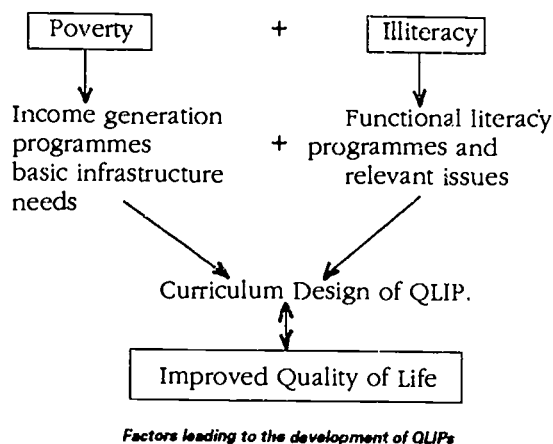 Poverty + Illiteracy
Income generation
programmes
basic infrastructure
needs
+
Functional literacy
programmes and
relevant issues
Curriculum Design of QLIP.
Improved Quality of Life
Factors leading to the development of QLIPs